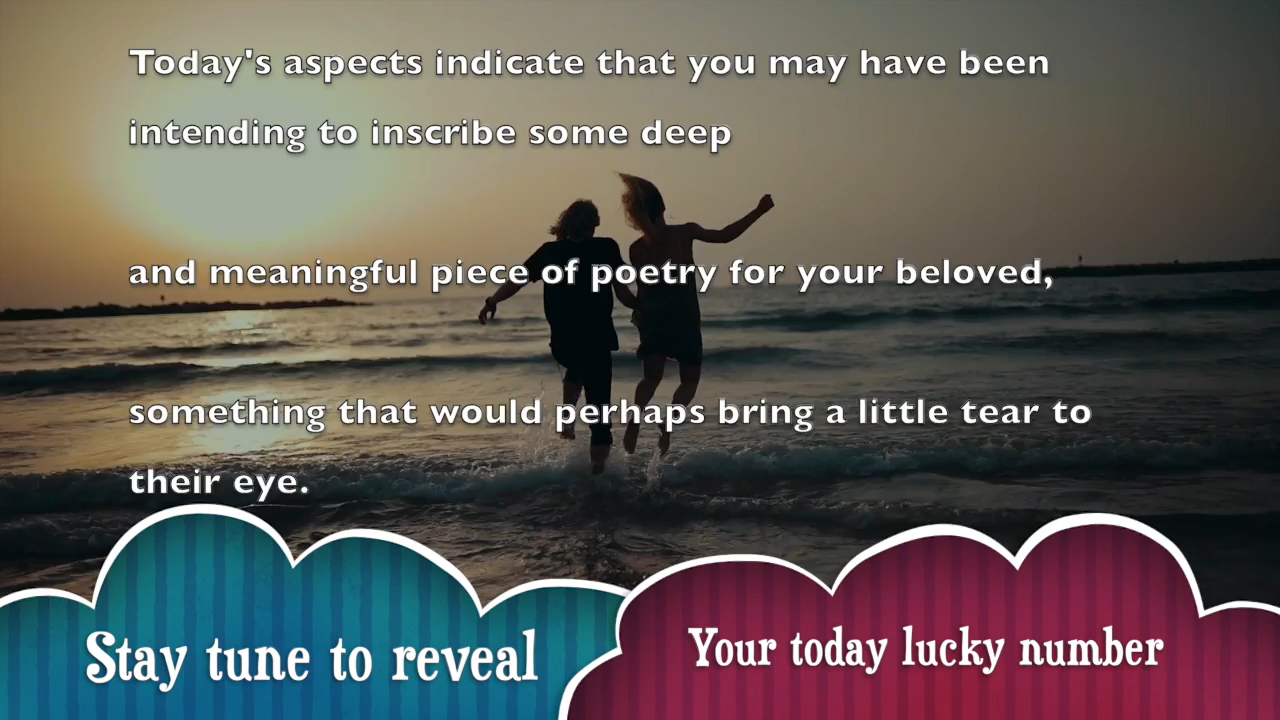 Today's aspects indicate that you may have been
intending to inscribe some deep
and meaningful piece of poetry for your beloved,
something that would perhaps bring a little tear to
their eye.
Stay tune to reveal
Your today lucky number